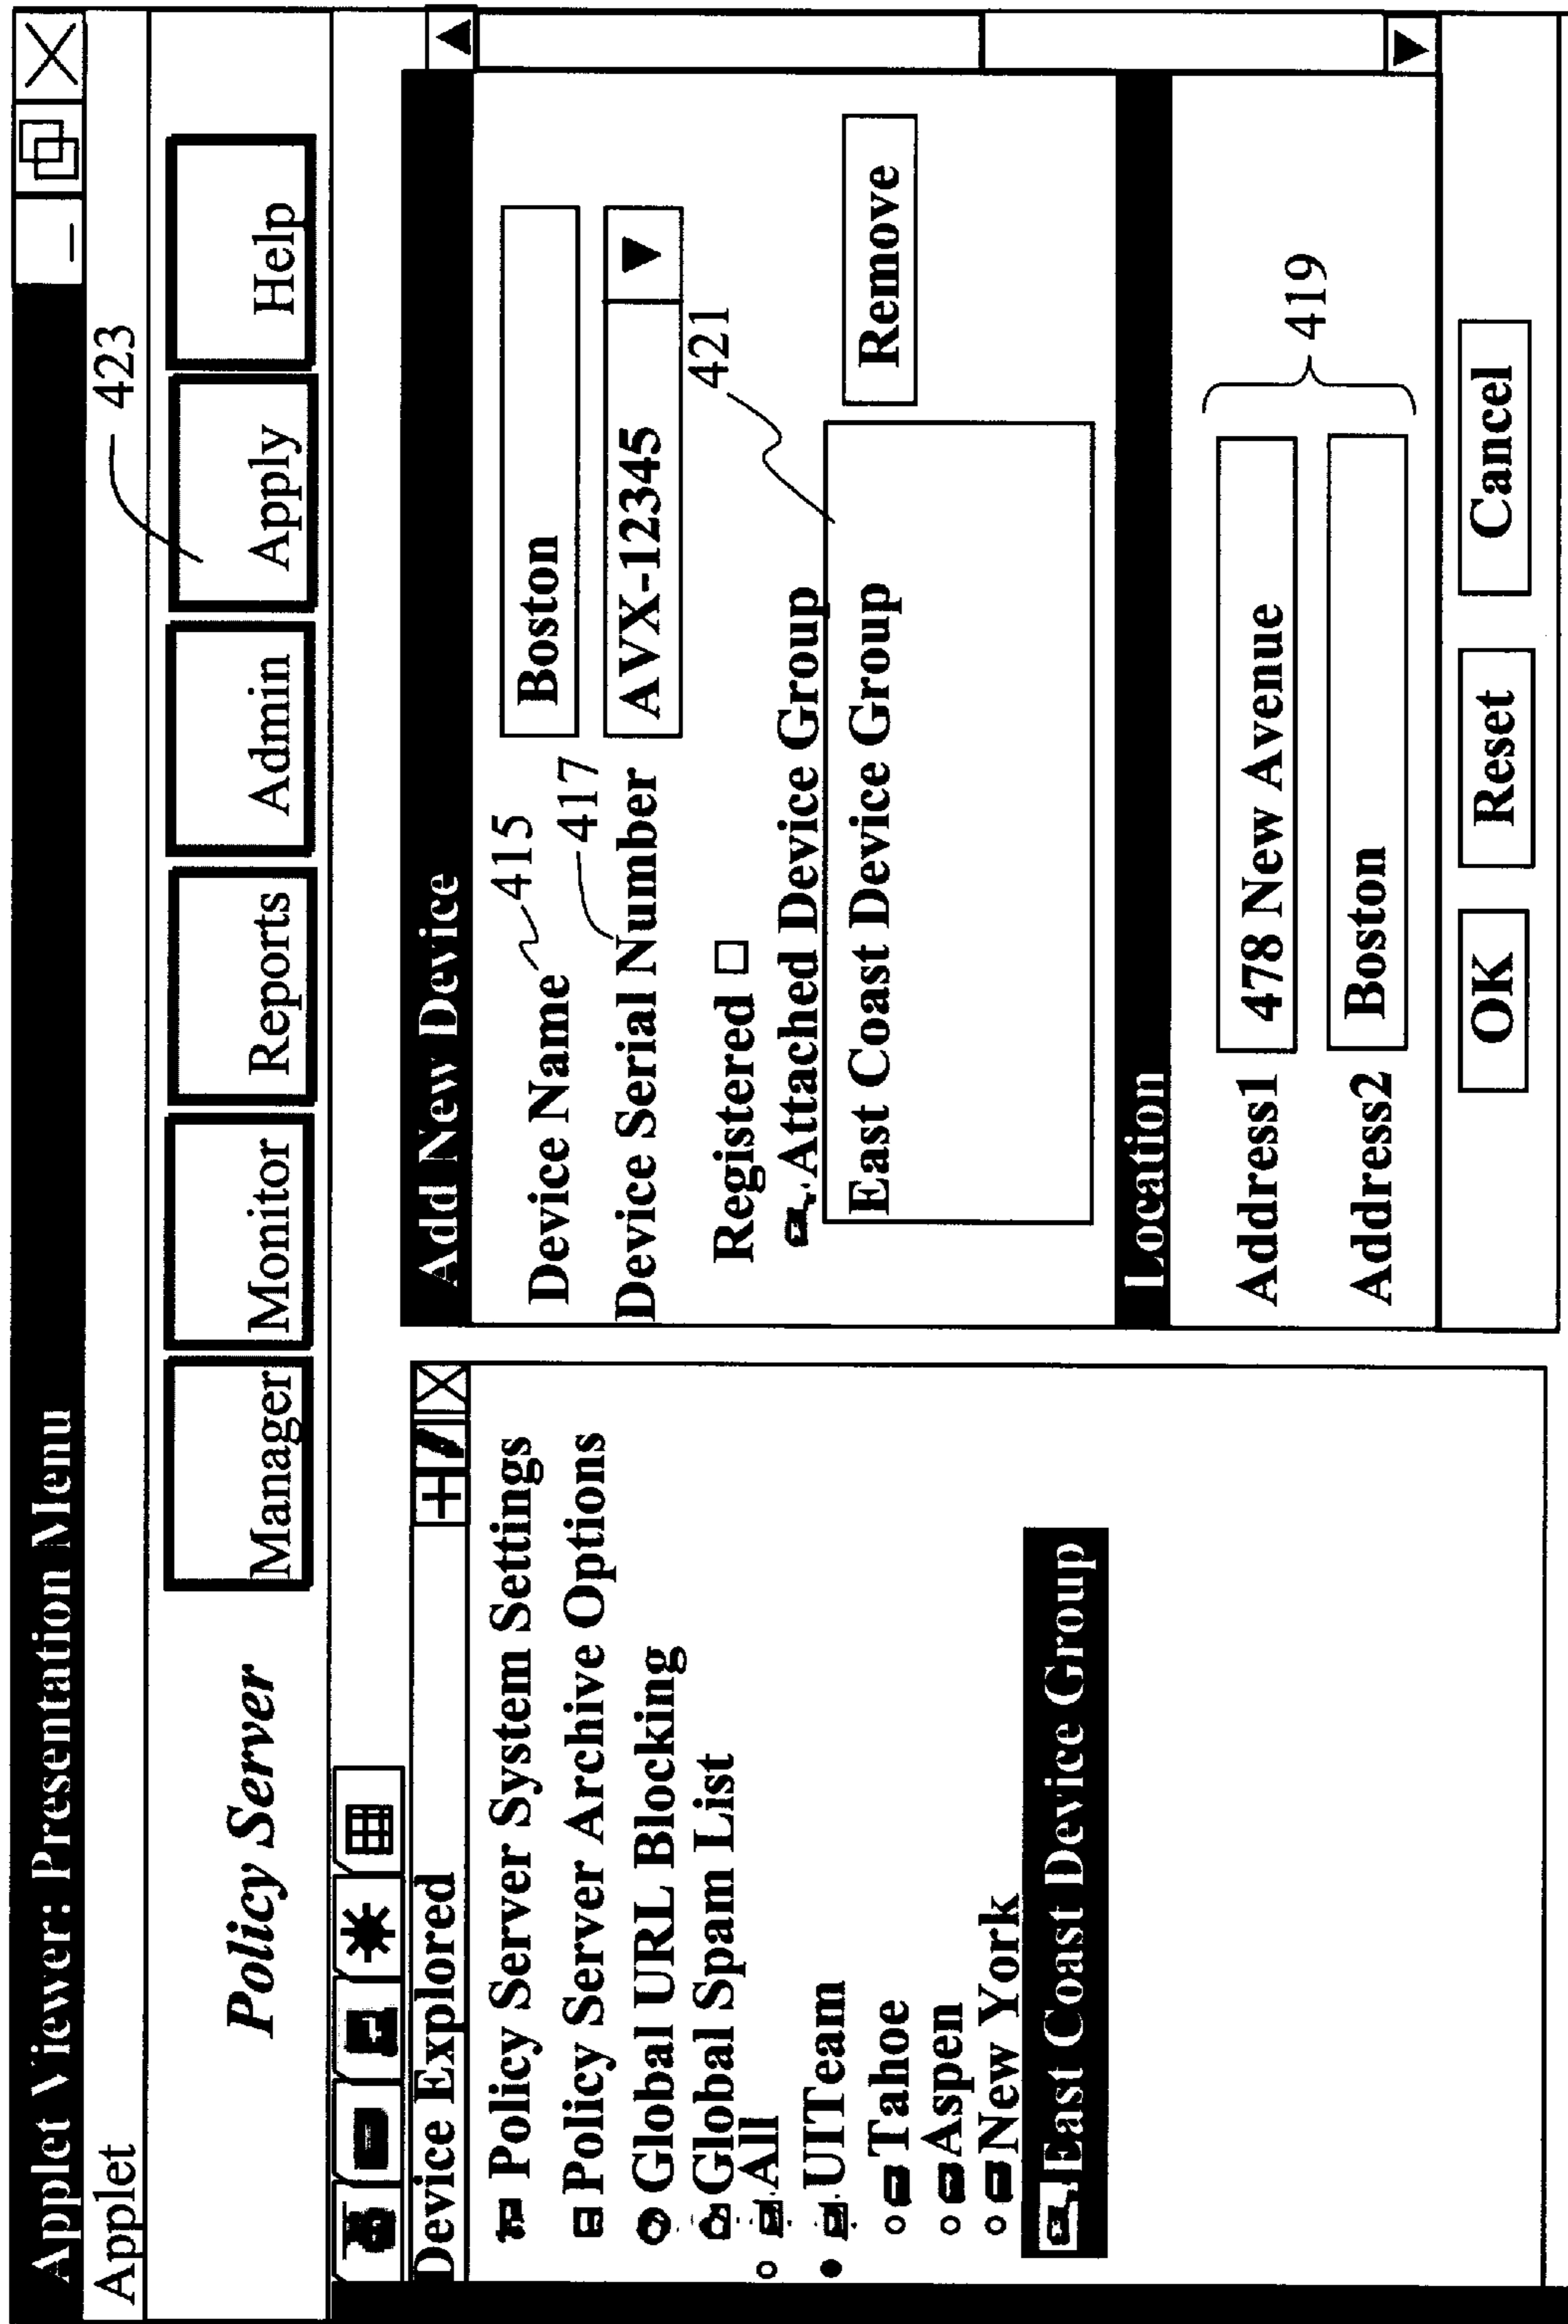 Applet Viewer: Presentation Menu
Applet
423
Policy Server
Manager
Monitor
Reports
Admin
Apply
Help
Device Explored
Policy Server System Settings
Policy Server Archive Options
Global URL Blocking
Global Spam List
All
UITeam
Tahoe
Aspen
New York
East Coast Device Group
Add New Device
Device Name
415
Boston
417
Device Serial Number
AVX-12345
Registered
421
Attached Device Group
East Coast Device Group
Remove
Location
Address1
478 New Avenue
419
Address2
Boston
OK
Reset
Cancel